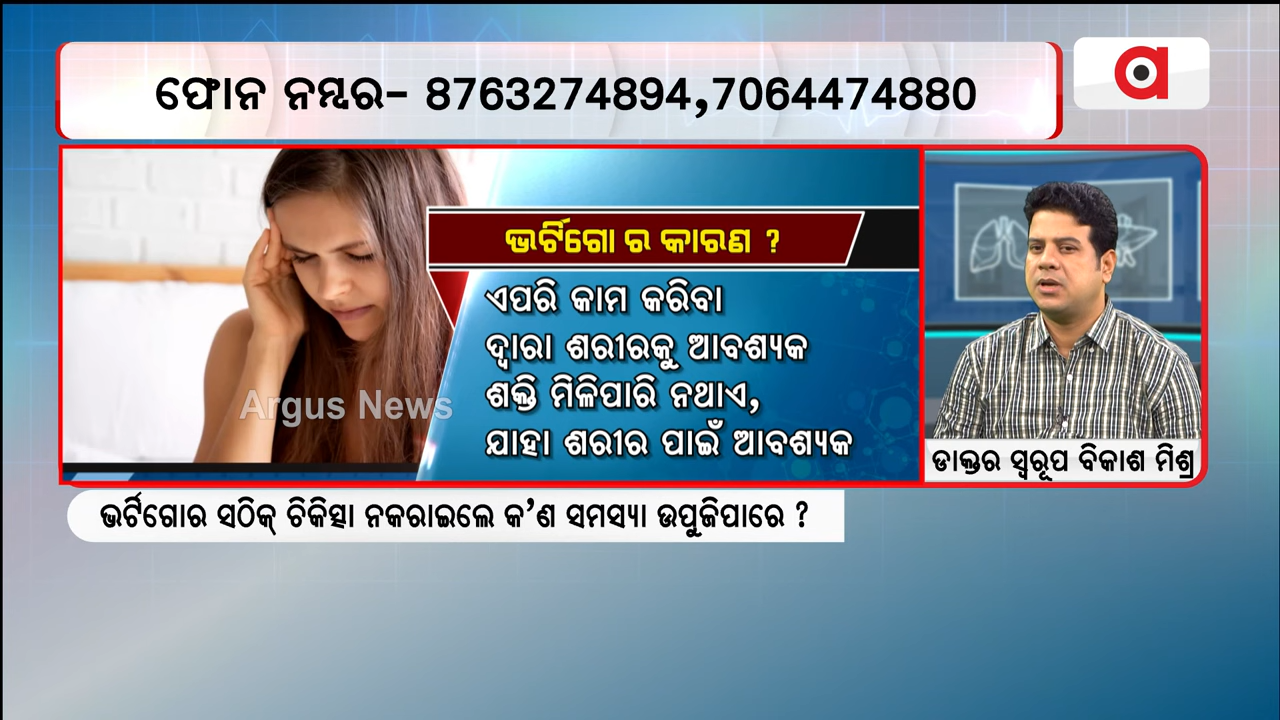 ଫୋନ ନମ୍ବର- 8763274894,7064474880
a
ଭର୍ଟିଗୋ ର କାରଣ ?
ଏପରି କାମ କରିବା
ଦ୍ୱାରା ଶରୀରକୁ ଆବଶ୍ୟକ
ଶକ୍ତି ମିଳିପାରି ନଥାଏ,
ଯାହା ଶରୀର ପାଇଁ ଆବଶ୍ୟକ
Argus News
ଡାକ୍ତର ସ୍ୱରୂପ ବିକାଶ ମିଶ୍ର
ଭର୍ଟିଗୋର ସଠିକ୍ ଚିକିତ୍ସା ନକରାଇଲେ କ'ଣ ସମସ୍ୟା ଉପୁଜିପାରେ ?